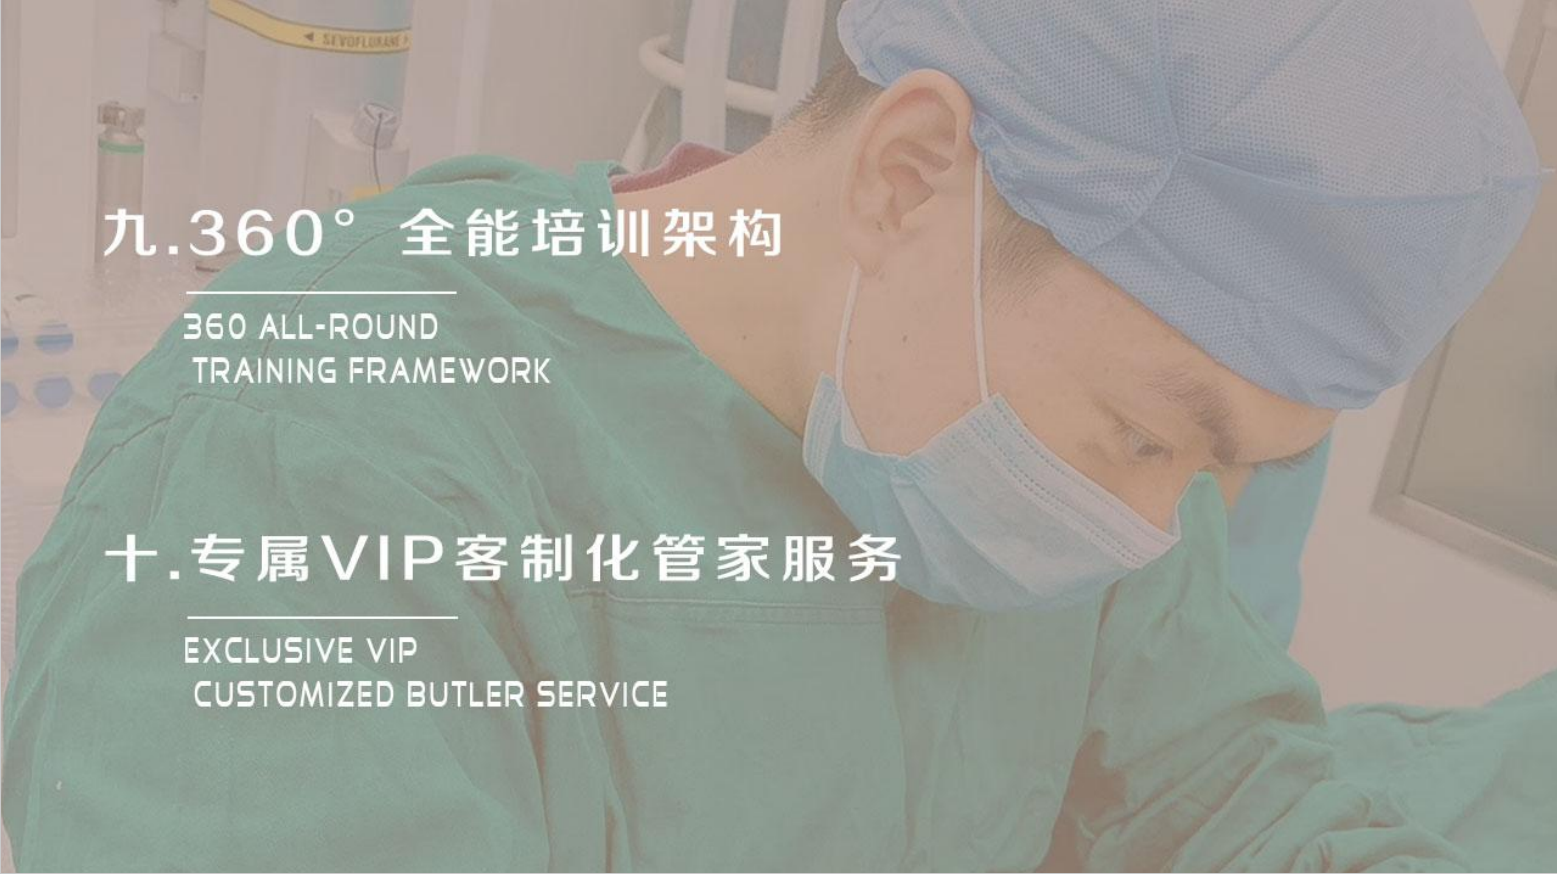 SEVOFLURANE
九.360° 全能培训架构
360 ALL-ROUND
TRAINING FRAMEWORK
十.专属VIP客制化管家服务
EXCLUSIVE VIP
CUSTOMIZED BUTLER SERVICE